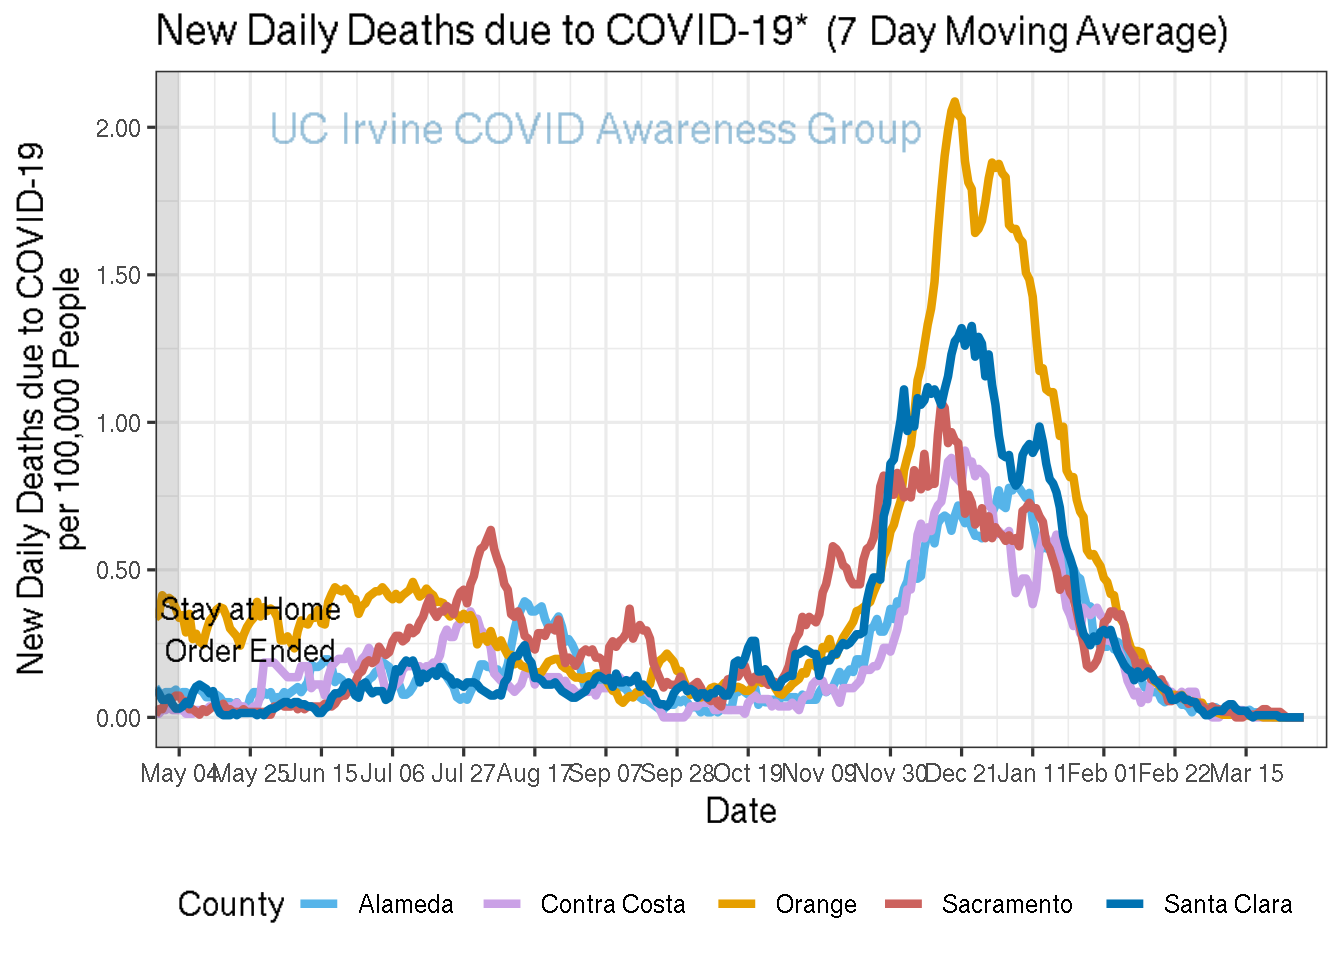 New Daily Deaths due to COVID-19* (7 Day Moving Average)
UC Irvine COVID Awareness Group
New Daily Deaths due to COVID-19
per 100,000 People
2.00
1.50
1.00
0.50
0.00
Stay at Home
Order Ended
May 04 May 25 Jun 15 Jul 06 Jul 27 Aug 17 Sep 07 Sep 28 Oct 19 Nov 09 Nov 30 Dec 21 Jan 11 Feb 01 Feb 22 Mar 15
Date
County Alameda Contra Costa Orange Sacramento Santa Clara